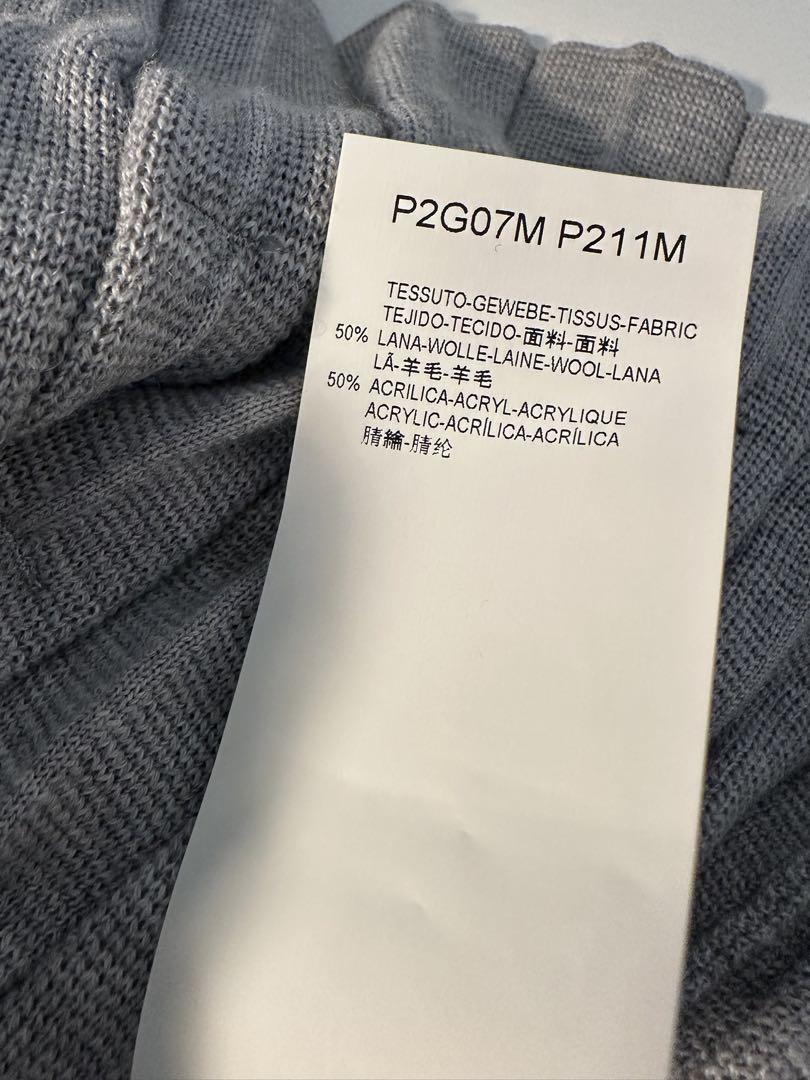 P2G07M P211M
TESSUTO-GEWEBE-TISSUS-FABRIC
TEJIDO-TECIDO-面料-面料
50% LANA-WOLLE-LAINE-WOOL-LANA
LÃ-羊毛-羊毛
50% ACRILICA-ACRYL-ACRYLIQUE
ACRYLIC-ACRÍLICA-ACRÍLICA
腈綸-腈纶